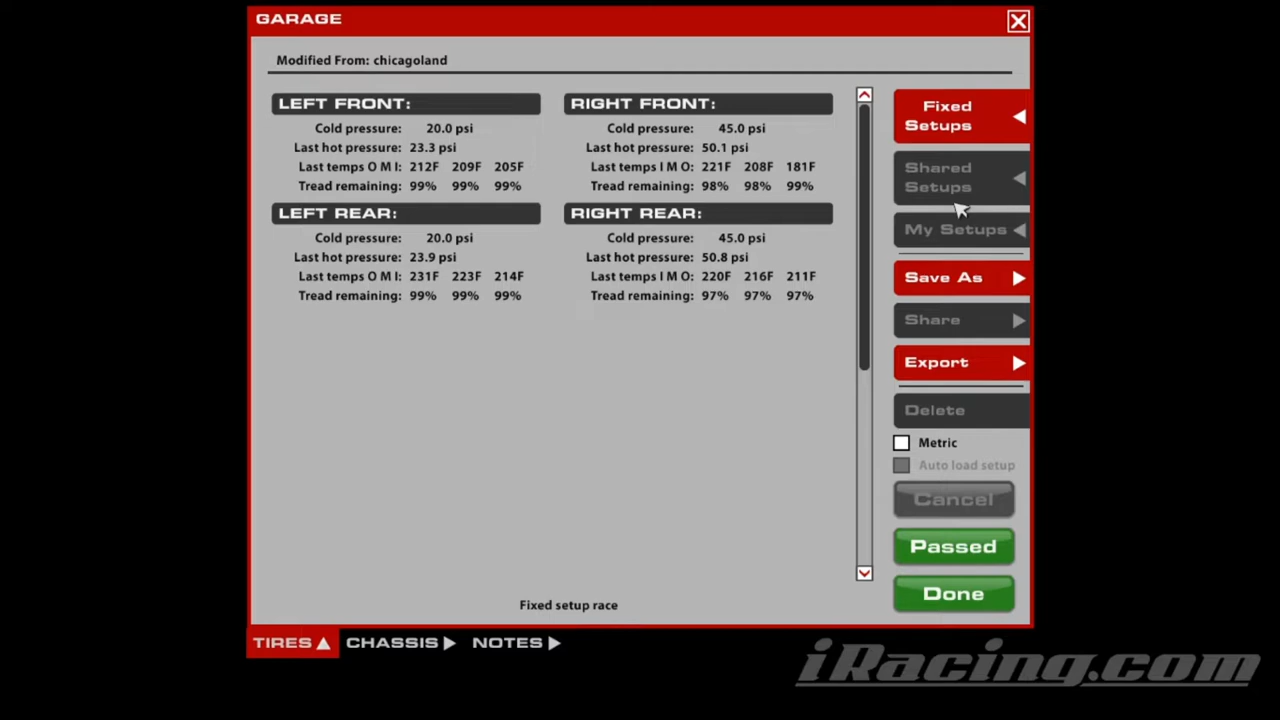 GARAGE
Modified From: chicagoland
LEFT FRONT:
Cold pressure: 20.0 psi
Last hot pressure: 23.3 psi
Last temps O M I: 212F 209F 205F
Tread remaining: 99% 99% 99%
RIGHT FRONT:
Cold pressure: 45.0 psi
Last hot pressure: 50.1 psi
Last temps I M O: 221F 208F 181F
Tread remaining: 98% 98% 99%
LEFT REAR:
Cold pressure: 20.0 psi
Last hot pressure: 23.9 psi
Last temps O M I: 231F 223F 214F
Tread remaining: 99% 99% 99%
RIGHT REAR:
Cold pressure: 45.0 psi
Last hot pressure: 50.8 psi
Last temps I M O: 220F 216F 211F
Tread remaining: 97% 97% 97%
Fixed setup race
Fixed
Setups
Shared
Setups
My Setups
Save As
Share
Export
Delete
Metric
Auto load setup
Cancel
Passed
Done
TIRES CHASSIS NOTES
iRacing.com